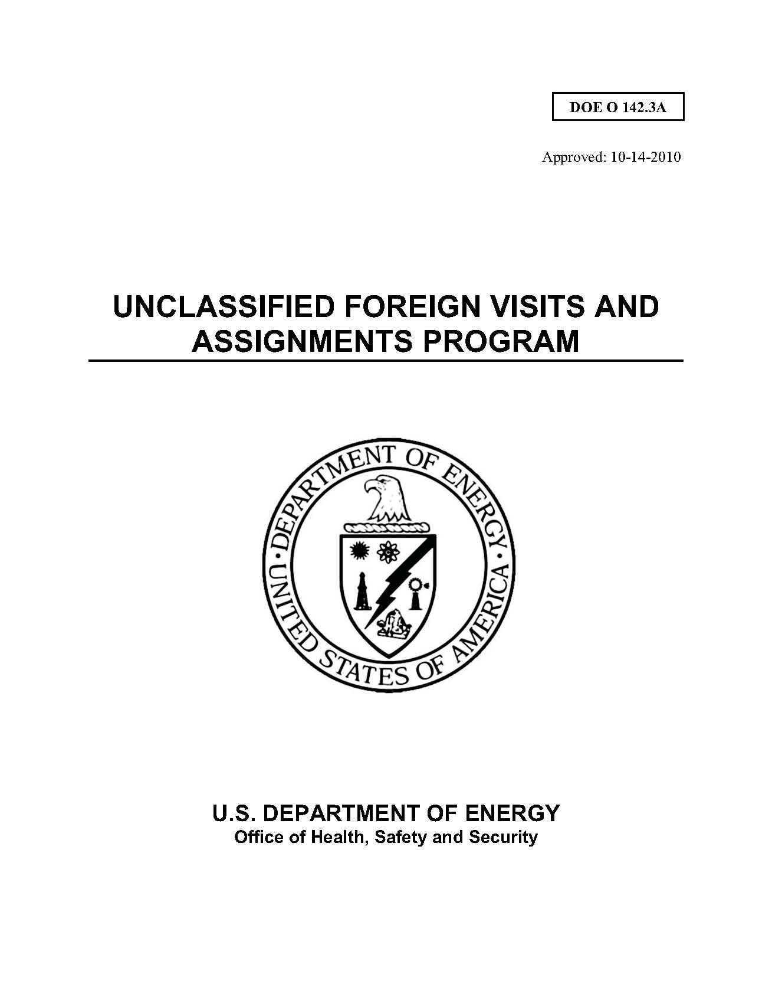 DOE O 142.3A
Approved: 10-14-2010
UNCLASSIFIED FOREIGN VISITS AND
ASSIGNMENTS PROGRAM
DEPARTMENT OF ENERGY
UNITED STATES OF AMERICA
U.S. DEPARTMENT OF ENERGY
Office of Health, Safety and Security